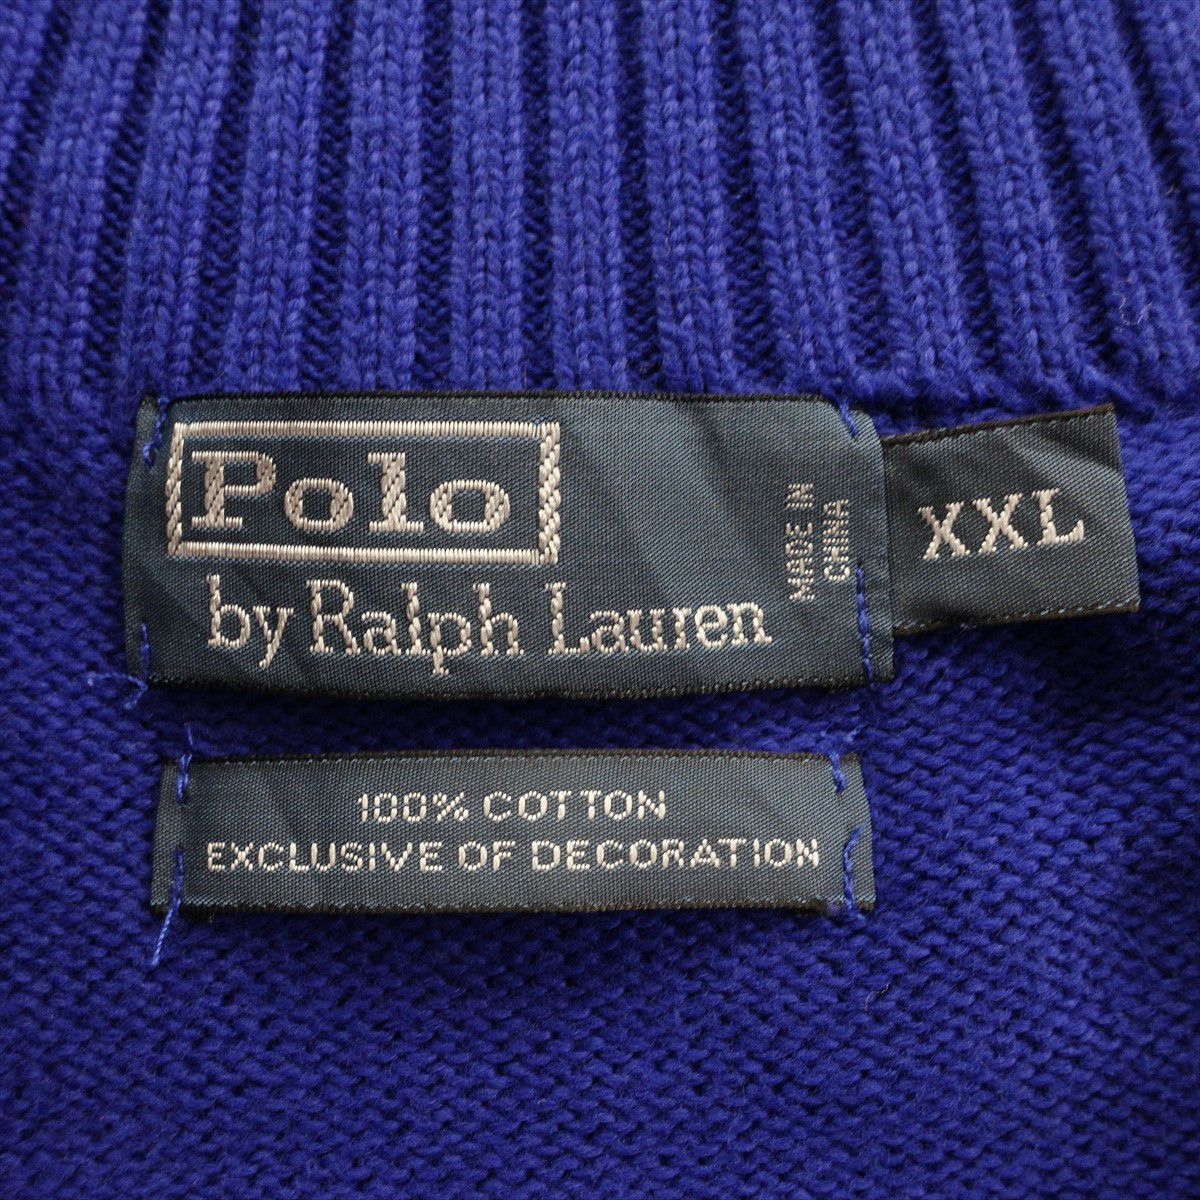 Polo
by Ralph Lauren
MADE IN
CHINA
XXL
100% COTTON
EXCLUSIVE OF DECORATION